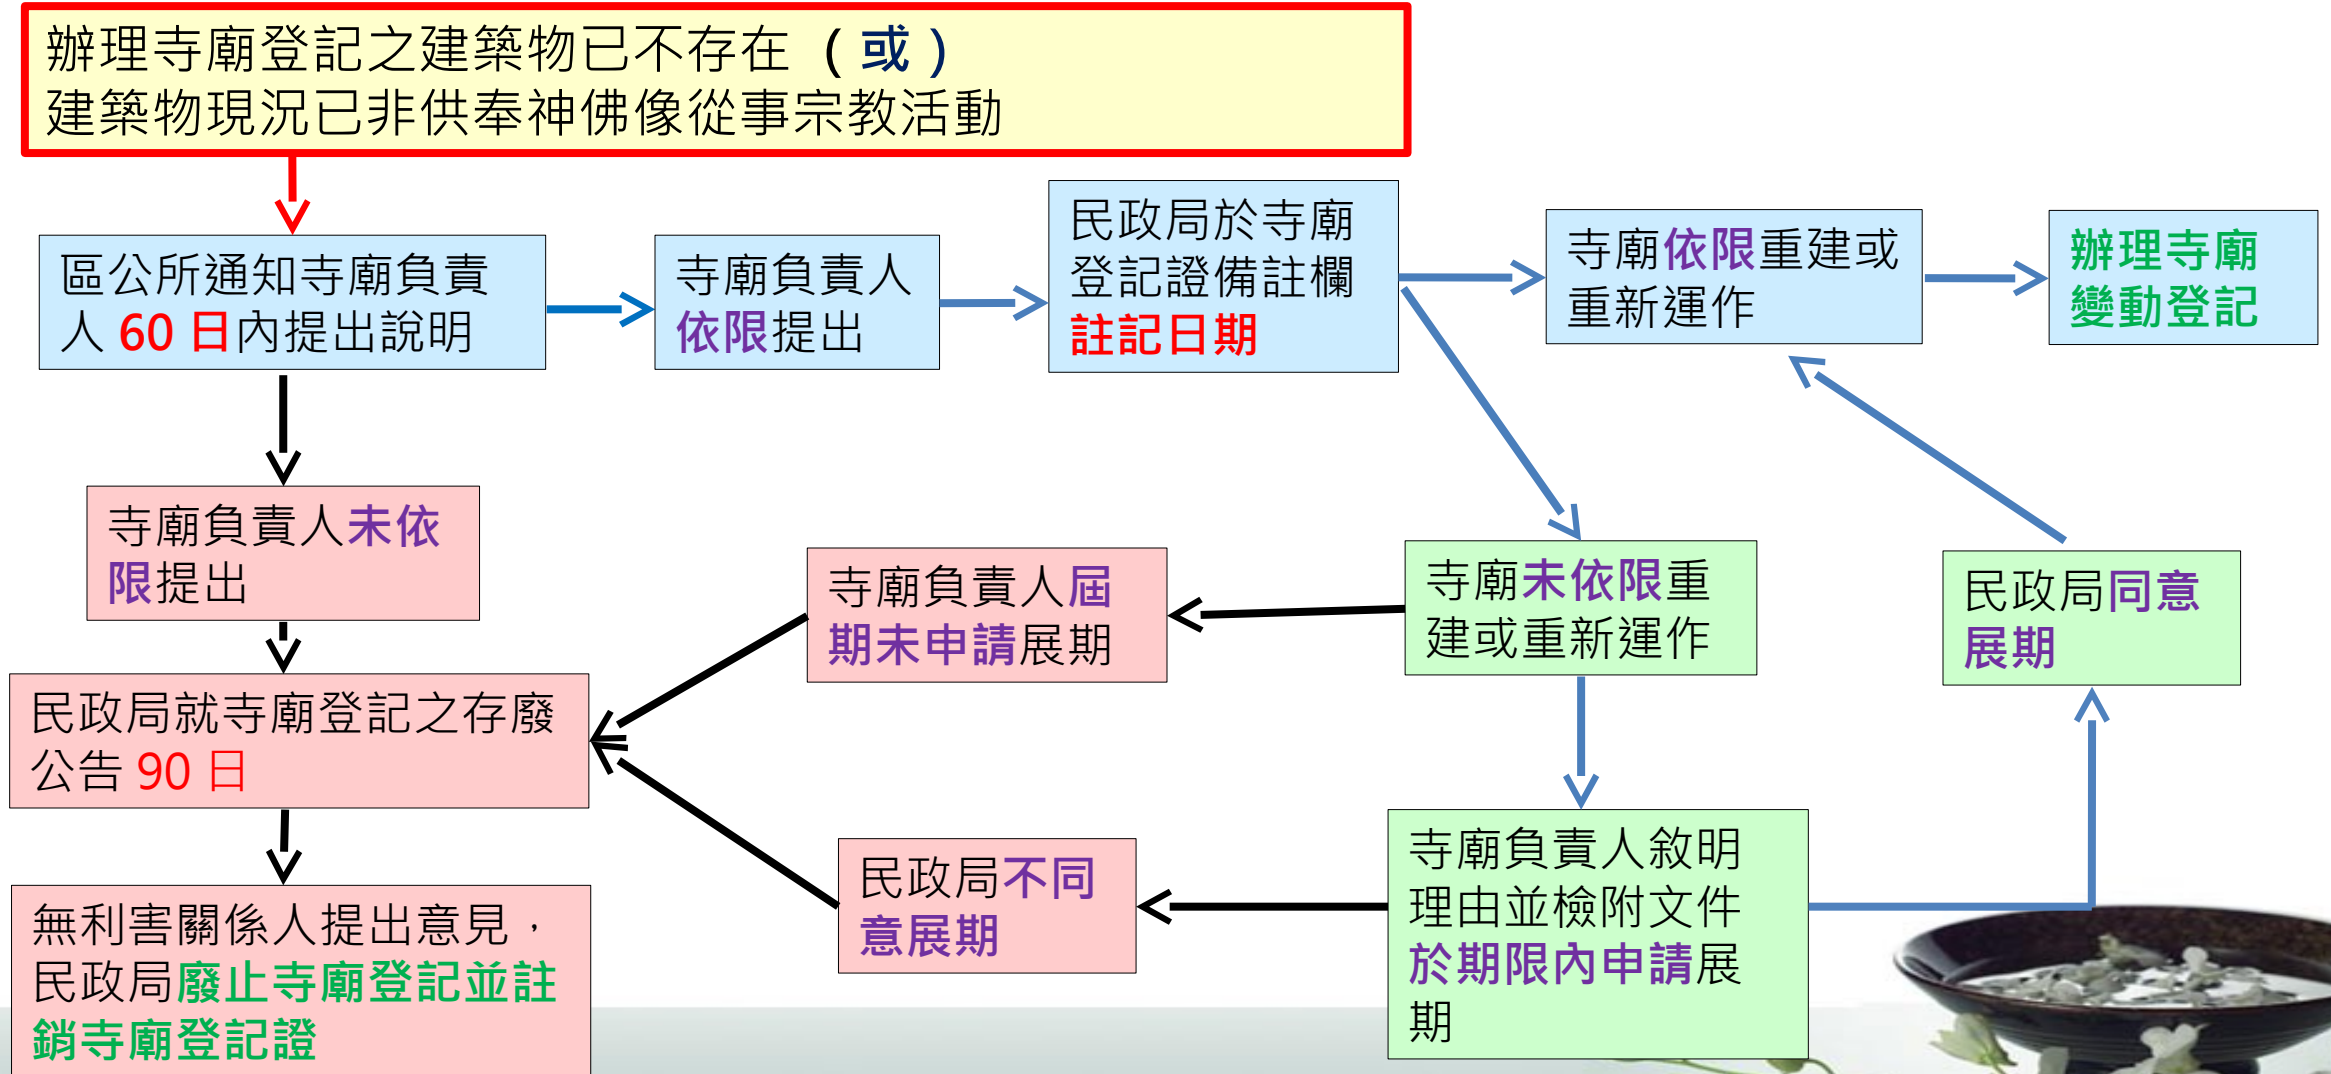 辦理寺廟登記之建築物已不存在（或）
建築物現況已非供奉神佛像從事宗教活動
區公所通知寺廟負責
人 60 日內提出說明
寺廟負責人
依限提出
民政局於寺廟
登記證備註欄
註記日期
寺廟依限重建或
重新運作
辦理寺廟
變動登記
寺廟負責人未依
限提出
寺廟負責人屆
期未申請展期
寺廟未依限重
建或重新運作
民政局同意
展期
民政局就寺廟登記之存廢
公告 90 日
民政局不同
意展期
寺廟負責人敘明
理由並檢附文件
於期限內申請展
期
無利害關係人提出意見，
民政局廢止寺廟登記並註
銷寺廟登記證